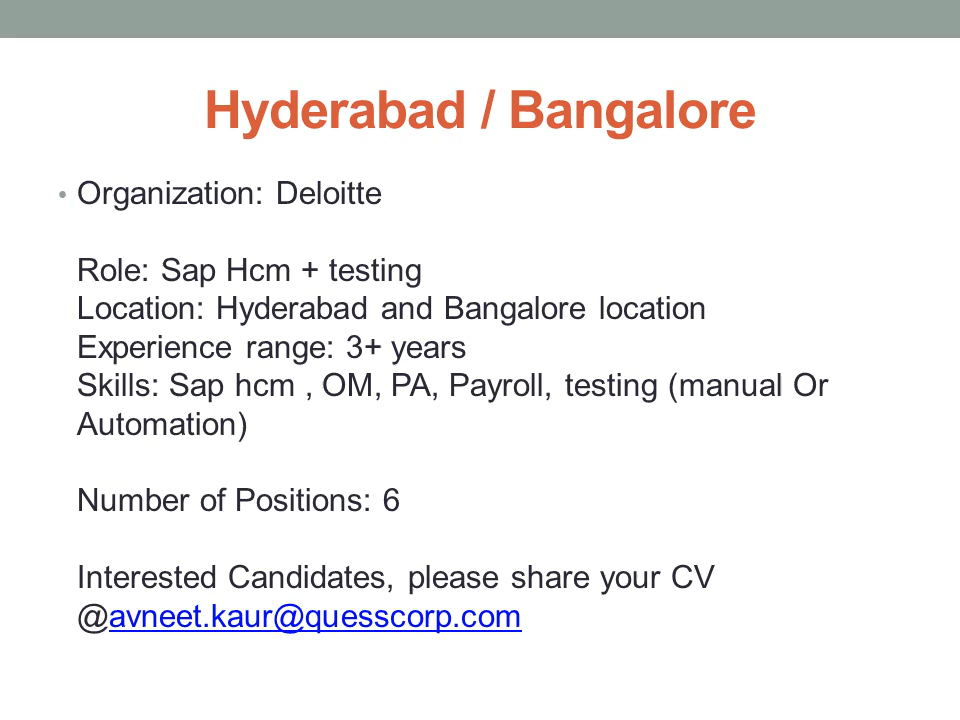 Hyderabad / Bangalore
• Organization: Deloitte
Role: Sap Hcm + testing
Location: Hyderabad and Bangalore location
Experience range: 3+ years
Skills: Sap hcm , OM, PA, Payroll, testing (manual Or
Automation)
Number of Positions: 6
Interested Candidates, please share your CV
@avneet.kaur@quesscorp.com